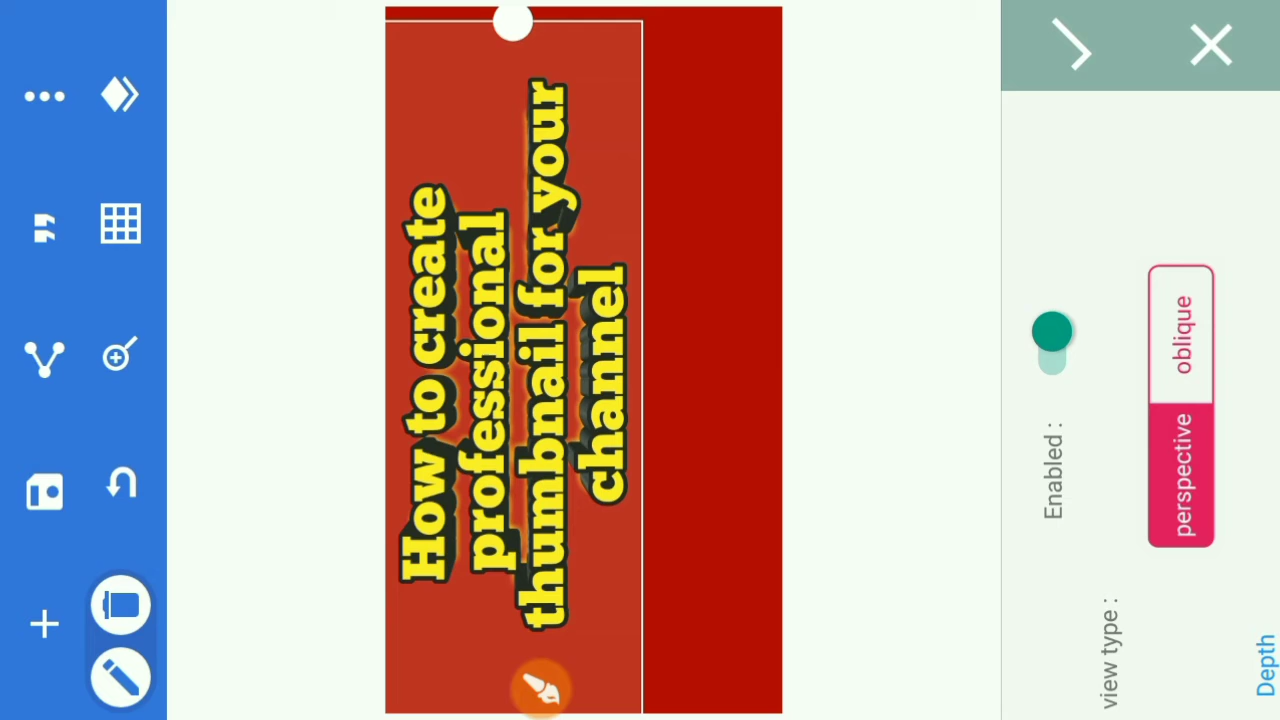 How to create
professional
thumbnail for your
channel
Enabled :
view type :
perspective
oblique
Depth